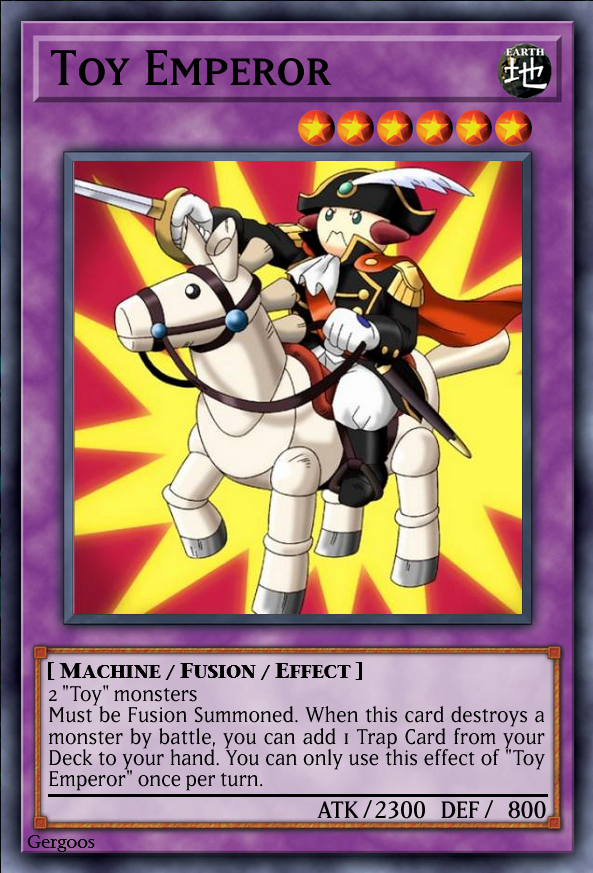 TOY EMPEROR
EARTH
地
[ MACHINE / FUSION / EFFECT ]
2 "Toy" monsters
Must be Fusion Summoned. When this card destroys a
monster by battle, you can add 1 Trap Card from your
Deck to your hand. You can only use this effect of "Toy
Emperor" once per turn.
ATK / 2300 DEF / 800
Gergoos